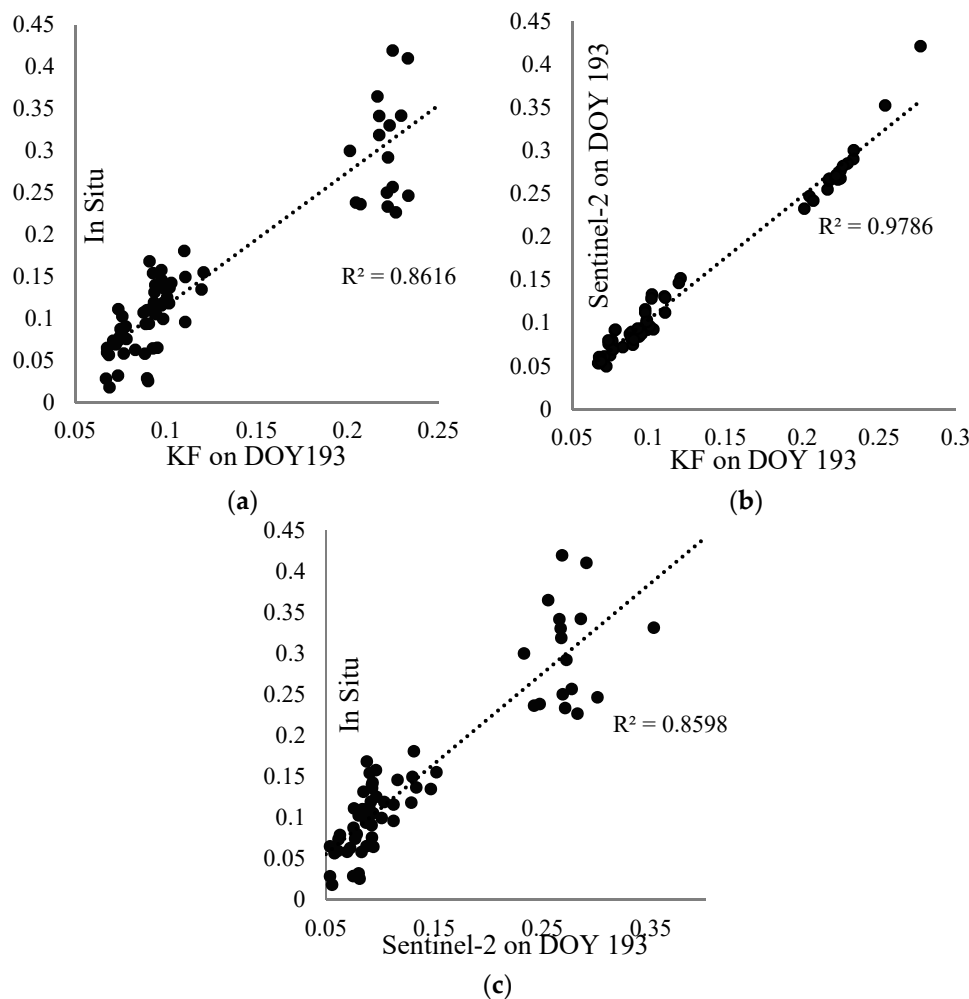 0.45
0.4
0.35
0.3
0.25
0.2
0.15
0.1
0.05
0
In Situ
R² = 0.8616
0.05 0.1 0.15 0.2 0.25
KF on DOY193
(a)
0.45
0.4
0.35
0.3
0.25
0.2
0.15
0.1
0.05
0
Sentinel-2 on DOY 193
R² = 0.9786
0.05 0.1 0.15 0.2 0.25 0.3
KF on DOY 193
(b)
0.45
0.4
0.35
0.3
0.25
0.2
0.15
0.1
0.05
0
In Situ
R² = 0.8598
0.05 0.15 0.25 0.35
Sentinel-2 on DOY 193
(c)